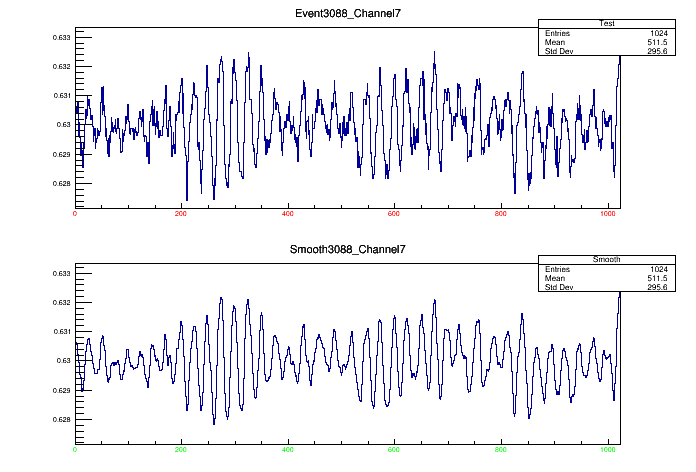 Event3088_Channel7
Test
Entries 1024
Mean 511.5
Std Dev 295.6
0.633
0.632
0.631
0.63
0.629
0.628
0 200 400 600 800 1000
Smooth3088_Channel7
Smooth
Entries 1024
Mean 511.5
Std Dev 295.6
0.633
0.632
0.631
0.63
0.629
0.628
0 200 400 600 800 1000